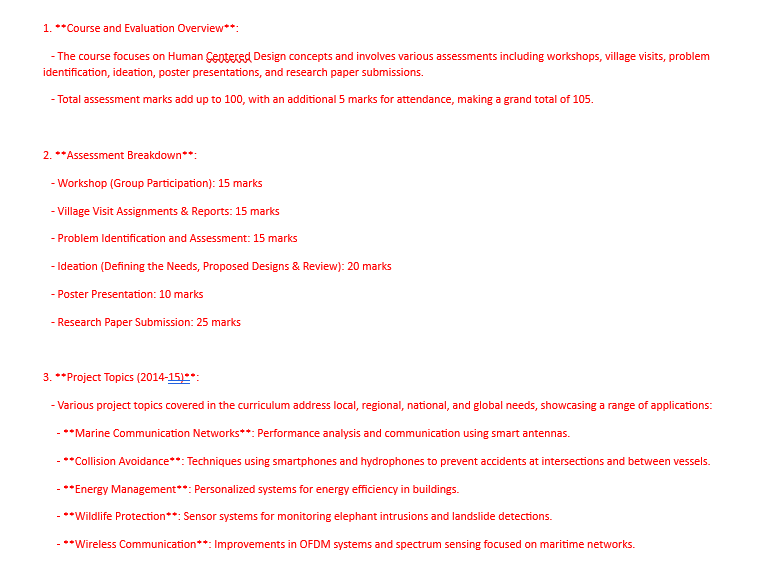 1. **Course and Evaluation Overview**:
- The course focuses on Human Centered Design concepts and involves various assessments including workshops, village visits, problem
identification, ideation, poster presentations, and research paper submissions.
- Total assessment marks add up to 100, with an additional 5 marks for attendance, making a grand total of 105.
2. **Assessment Breakdown**:
- Workshop (Group Participation): 15 marks
- Village Visit Assignments & Reports: 15 marks
- Problem Identification and Assessment: 15 marks
- Ideation (Defining the Needs, Proposed Designs & Review): 20 marks
- Poster Presentation: 10 marks
- Research Paper Submission: 25 marks
3. **Project Topics (2014-15)**:
- Various project topics covered in the curriculum address local, regional, national, and global needs, showcasing a range of applications:
- **Marine Communication Networks**: Performance analysis and communication using smart antennas.
- **Collision Avoidance**: Techniques using smartphones and hydrophones to prevent accidents at intersections and between vessels.
- **Energy Management**: Personalized systems for energy efficiency in buildings.
- **Wildlife Protection**: Sensor systems for monitoring elephant intrusions and landslide detections.
- **Wireless Communication**: Improvements in OFDM systems and spectrum sensing focused on maritime networks.